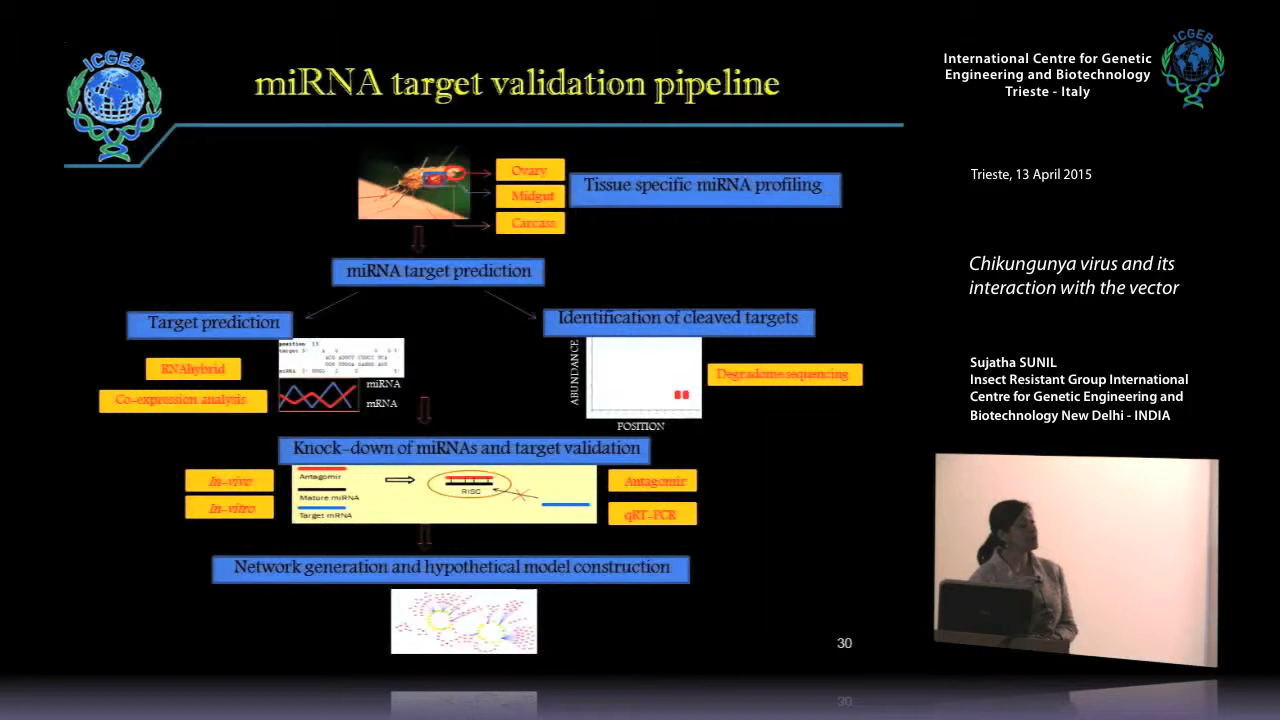 ICGEB
miRNA target validation pipeline
International Centre for Genetic
Engineering and Biotechnology
Trieste - Italy
Trieste, 13 April 2015
Ovary
Midgut
Carcass
Tissue specific miRNA profiling
miRNA target prediction
Target prediction
Identification of cleaved targets
RNAhybrid
Co-expression analysis
position 13
miRNA
mRNA
ABUNDANCE
POSITION
Degradome sequencing
Knock-down of miRNAs and target validation
In-vivo
In-vitro
Antagomir
Mature miRNA
Target mRNA
RISC
Antagomir
qRT-PCR
Network generation and hypothetical model construction
30
Chikungunya virus and its
interaction with the vector
Sujatha SUNIL
Insect Resistant Group International
Centre for Genetic Engineering and
Biotechnology New Delhi - INDIA